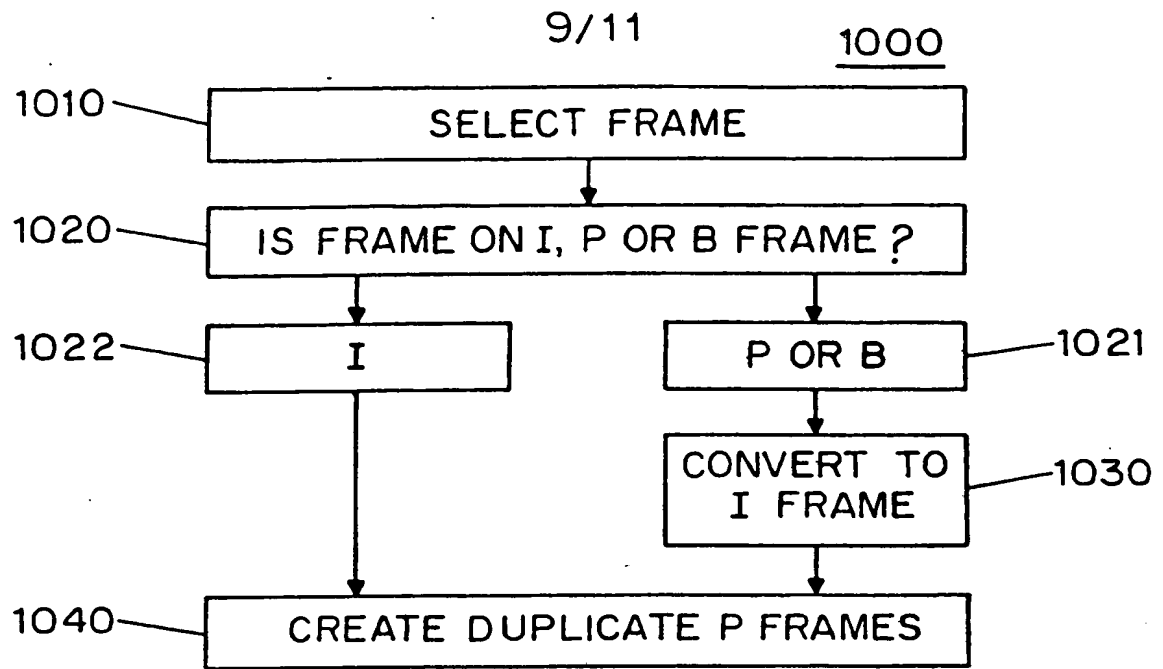 9/11
1000
1010
SELECT FRAME
1020
IS FRAME ON I, P OR B FRAME?
1022
I
P OR B
1021
CONVERT TO
I FRAME
1030
1040
CREATE DUPLICATE P FRAMES